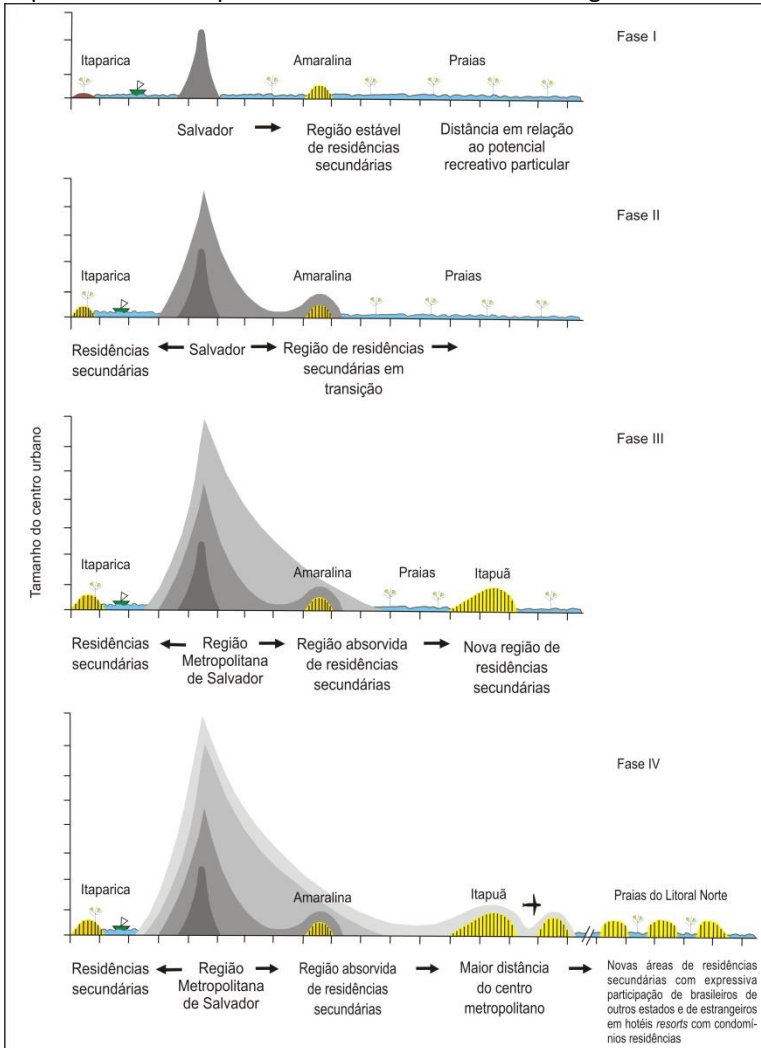 Fase I
Itaparica
Amaralina
Praias
Salvador
Região estável
de residências
secundárias
Distância em relação
ao potencial
recreativo particular
Fase II
Itaparica
Amaralina
Praias
Residências
secundárias
Salvador
Região de residências
secundárias em
transição
Tamanho do centro urbano
Fase III
Itaparica
Amaralina
Praias
Itapuã
Residências
secundárias
Região
Metropolitana
de Salvador
Região absorvida
de residências
secundárias
Nova região de
residências
secundárias
Fase IV
Itaparica
Amaralina
Itapuã
Praias do Litoral Norte
Residências
secundárias
Região
Metropolitana
de Salvador
Região absorvida
de residências
secundárias
Maior distância
do centro
metropolitano
Novas áreas de residências
secundárias com expressiva
participação de brasileiros de
outros estados e de estrangeiros
em hotéis resorts com condomí-
nios residências